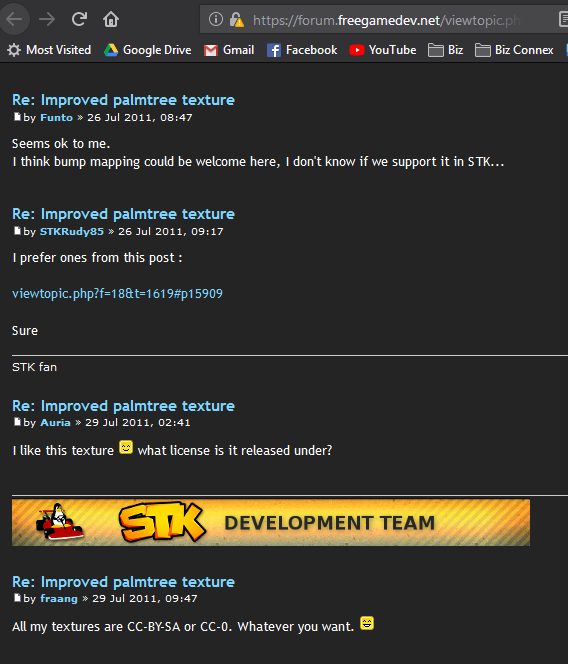 https://forum.freegamedev.net/viewtopic.ph
Most Visited Google Drive Gmail Facebook YouTube Biz Biz Connex
Re: Improved palmtree texture
by Funto » 26 Jul 2011, 08:47
Seems ok to me.
I think bump mapping could be welcome here, I don't know if we support it in STK...
Re: Improved palmtree texture
by STKRudy85 » 26 Jul 2011, 09:17
I prefer ones from this post :
viewtopic.php?f=18&t=1619#p15909
Sure
STK fan
Re: Improved palmtree texture
by Auria » 29 Jul 2011, 02:41
I like this texture what license is it released under?
STK DEVELOPMENT TEAM
Re: Improved palmtree texture
by fraang » 29 Jul 2011, 09:47
All my textures are CC-BY-SA or CC-0. Whatever you want.